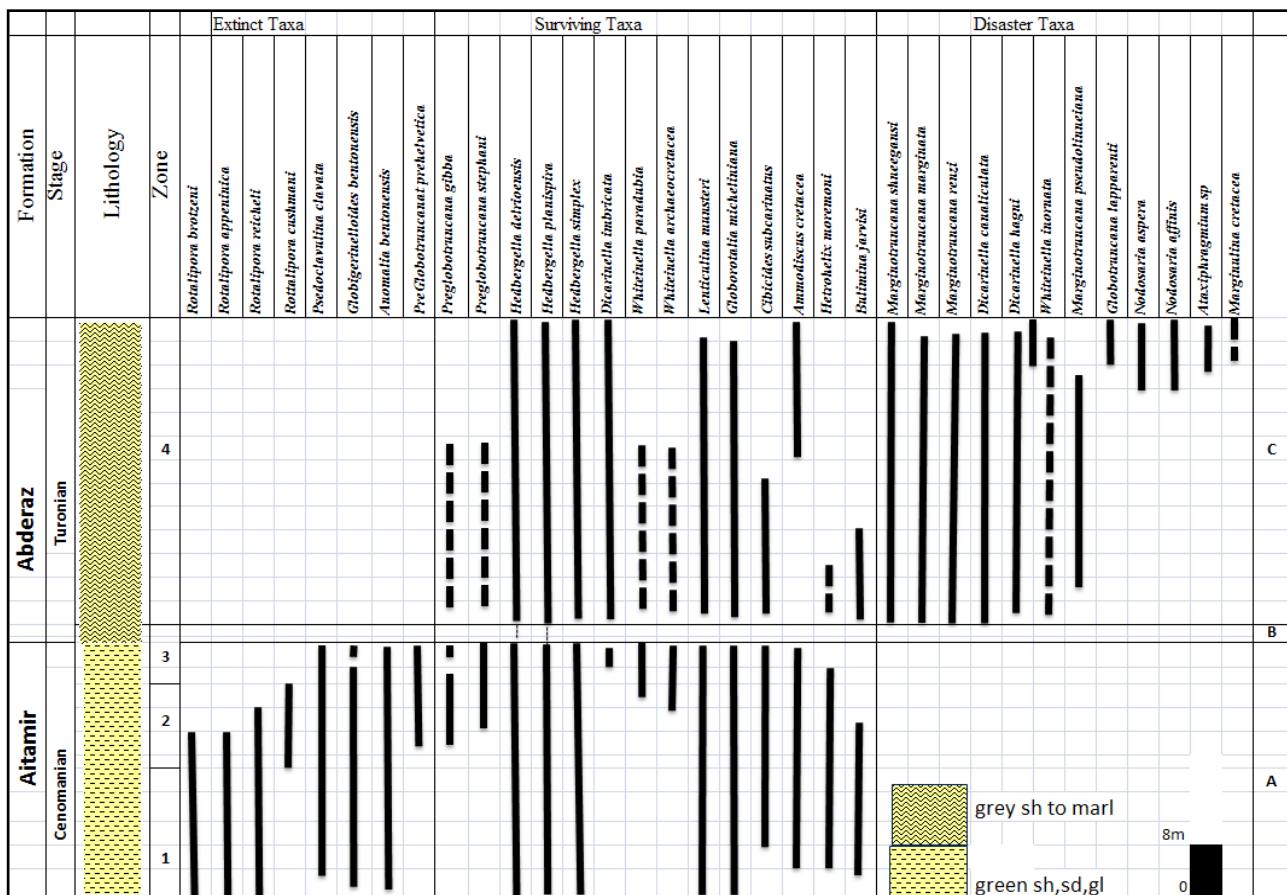 Extinct Taxa
Surviving Taxa
Disaster Taxa
Formation
Stage
Lithology
Zone
Rotalipora brotzeni
Rotalipora appeninica
Rotalipora reicheli
Rottalipora cushmani
Psedoclavulina clavata
Globigerinelloides bentonensis
Anomalia bentonensis
PreGlobotruncanat prehelvetica
Preglobotruncana gibba
Preglobotruncana stephani
Hedbergella delrioensis
Hedbergella planispira
Hedbergella simplex
Dicarinella imbricata
Whiteinella paradubia
Whiteinella archaeocretacea
Lenticulina munsteri
Globorotalia micheliniana
Cibicides subcarinatus
Ammodiscus cretacea
Hetrohelix moremoni
Bulimina jarvisi
Marginotruncana shneegansi
Marginotruncana marginata
Marginotruncana renzi
Dicarinella canaliculata
Dicarinella hagni
Whiteinella inornata
Marginotruncana pseudolinneiana
Globotruncana lapparenti
Nodosaria aspera
Nodosaria affinis
Ataxiphragmium sp
Marginulina cretacea
Abderaz
Turonian
4
C
B
Aitamir
Cenomanian
3
2
1
A
grey sh to marl
green sh,sd,gl
8m
0